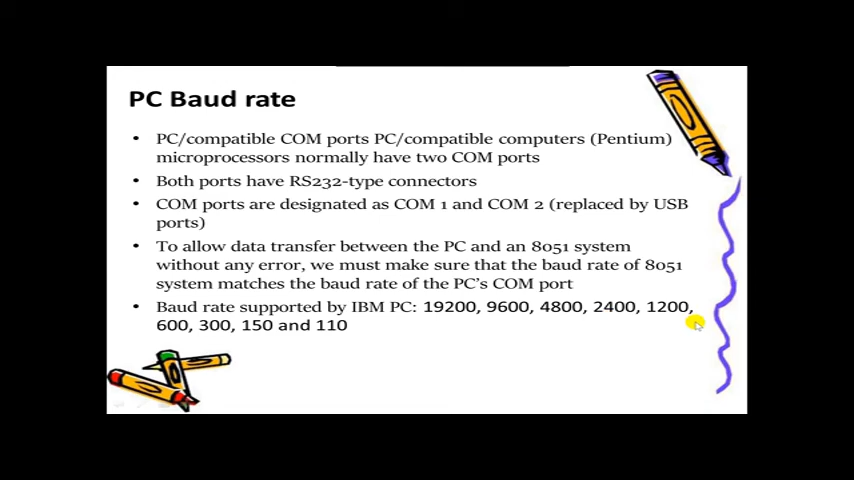 PC Baud rate
• PC/compatible COM ports PC/compatible computers (Pentium)
microprocessors normally have two COM ports
• Both ports have RS232-type connectors
• COM ports are designated as COM 1 and COM 2 (replaced by USB
ports)
• To allow data transfer between the PC and an 8051 system
without any error, we must make sure that the baud rate of 8051
system matches the baud rate of the PC's COM port
• Baud rate supported by IBM PC: 19200, 9600, 4800, 2400, 1200,
600, 300, 150 and 110